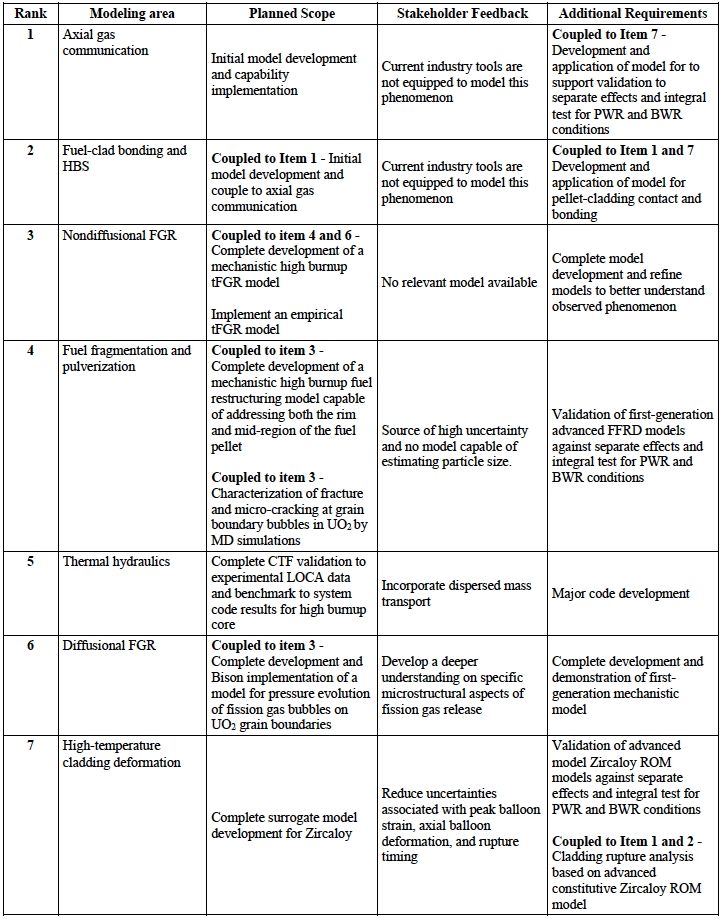 Rank Modeling area Planned Scope Stakeholder Feedback Additional Requirements
1
Axial gas
communication
Initial model development
and capability
implementation
Current industry tools are
not equipped to model this
phenomenon
Coupled to Item 7 -
Development and
application of model for to
support validation to
separate effects and integral
test for PWR and BWR
conditions
2
Fuel-clad bonding and
HBS
Coupled to Item 1 - Initial
model development and
couple to axial gas
communication
Current industry tools are
not equipped to model this
phenomenon
Coupled to Item 1 and 7
Development and
application of model for
pellet-cladding contact and
bonding
3
Nondiffusional FGR
Coupled to item 4 and 6 -
Complete development of a
mechanistic high burnup
tFGR model
Implement an empirical
tFGR model
No relevant model available
Complete model
development and refine
models to better understand
observed phenomenon
4
Fuel fragmentation and
pulverization
Coupled to item 3 -
Complete development of a
mechanistic high burnup fuel
restructuring model capable
of addressing both the rim
and mid-region of the fuel
pellet
Coupled to item 3 -
Characterization of fracture
and micro-cracking at grain
boundary bubbles in UO2 by
MD simulations
Source of high uncertainty
and no model capable of
estimating particle size.
Validation of first-generation
advanced FFRD models
against separate effects and
integral test for PWR and
BWR conditions
5
Thermal hydraulics
Complete CTF validation to
experimental LOCA data
and benchmark to system
code results for high burnup
core
Incorporate dispersed mass
transport
Major code development
6
Diffusional FGR
Coupled to item 3 -
Complete development and
Bison implementation of a
model for pressure evolution
of fission gas bubbles on
UO2 grain boundaries
Develop a deeper
understanding on specific
microstructural aspects of
fission gas release
Complete development and
demonstration of first-
generation mechanistic
model
7
High-temperature
cladding deformation
Complete surrogate model
development for Zircaloy
Reduce uncertainties
associated with peak balloon
strain, axial balloon
deformation, and rupture
timing
Validation of advanced
model Zircaloy ROM
models against separate
effects and integral test for
PWR and BWR conditions
Coupled to Item 1 and 2 -
Cladding rupture analysis
based on advanced
constitutive Zircaloy ROM
model